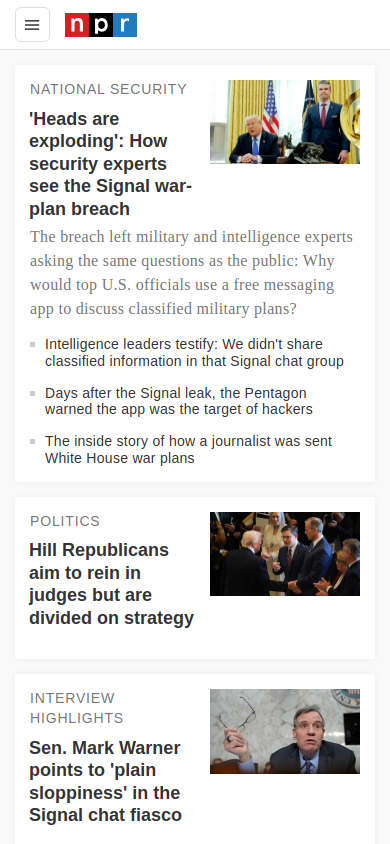 npr
NATIONAL SECURITY
'Heads are
exploding': How
security experts
see the Signal war-
plan breach
The breach left military and intelligence experts
asking the same questions as the public: Why
would top U.S. officials use a free messaging
app to discuss classified military plans?
Intelligence leaders testify: We didn't share
classified information in that Signal chat group
Days after the Signal leak, the Pentagon
warned the app was the target of hackers
The inside story of how a journalist was sent
White House war plans
POLITICS
Hill Republicans
aim to rein in
judges but are
divided on strategy
INTERVIEW
HIGHLIGHTS
Sen. Mark Warner
points to 'plain
sloppiness' in the
Signal chat fiasco